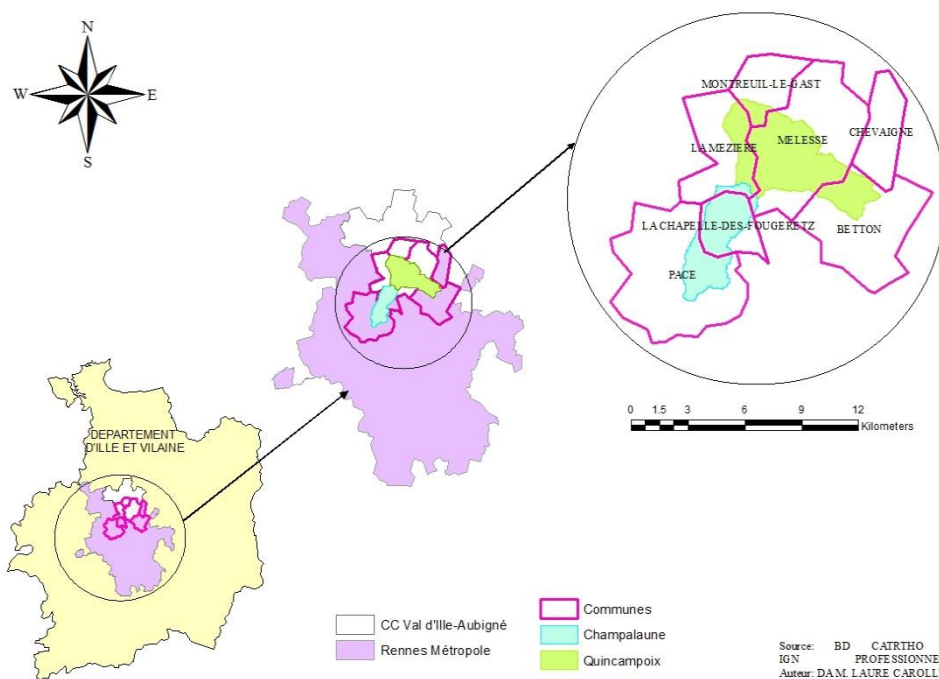 N
W E
S
MONTREUIL-LE-GAST
MELESSE
CHEVAIGNE
LA MEZIERE
LA CHAPELLE-DES-FOUGERETZ
BETTON
PACE
0 1.5 3 6 9 12
Kilometers
DEPARTEMENT
D'ILLE ET VILAINE
CC Val d'Ille-Aubigné
Rennes Métropole
Communes
Champalaune
Quincampoix
Source: BD CATRTHO
IGN PROFESSIONNE
Auteur: DAM. LAURE CAROLL